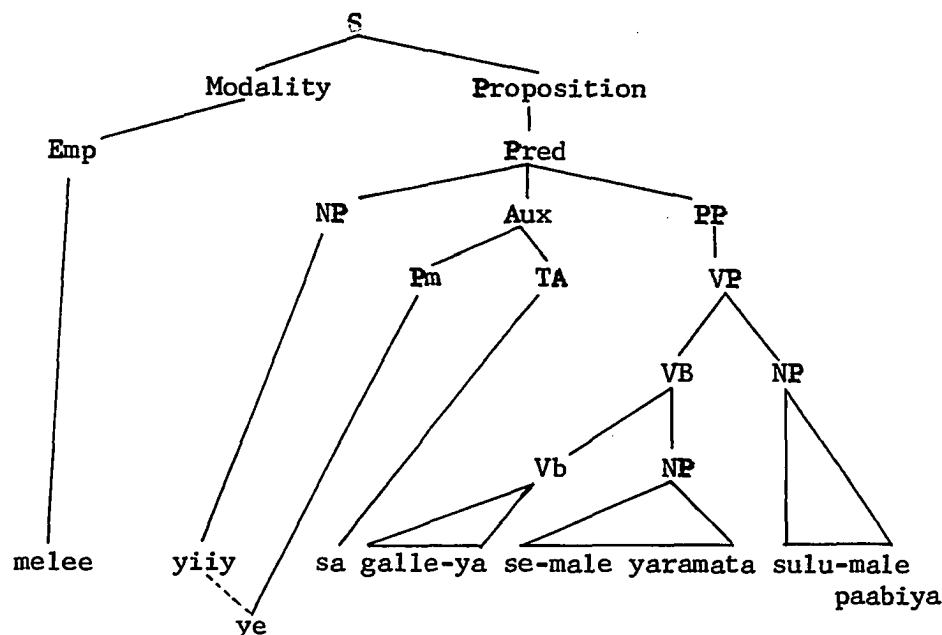 S
Modality Proposition
Emp Pred
NP Aux PP
Pm TA VP
VB NP
Vb NP
melee yiiy sa galle-ya se-male yaramata sulu-male
paabiya
ye